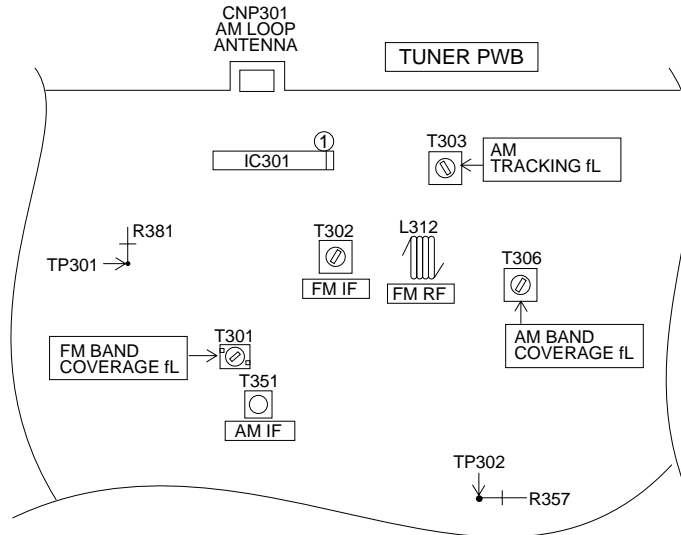 CNP301
AM LOOP
ANTENNA
TUNER PWB
1
IC301
T303
AM
TRACKING fL
R381
TP301
T302
FM IF
L312
FM RF
T306
AM BAND
COVERAGE fL
FM BAND
COVERAGE fL
T301
T351
AM IF
TP302
R357